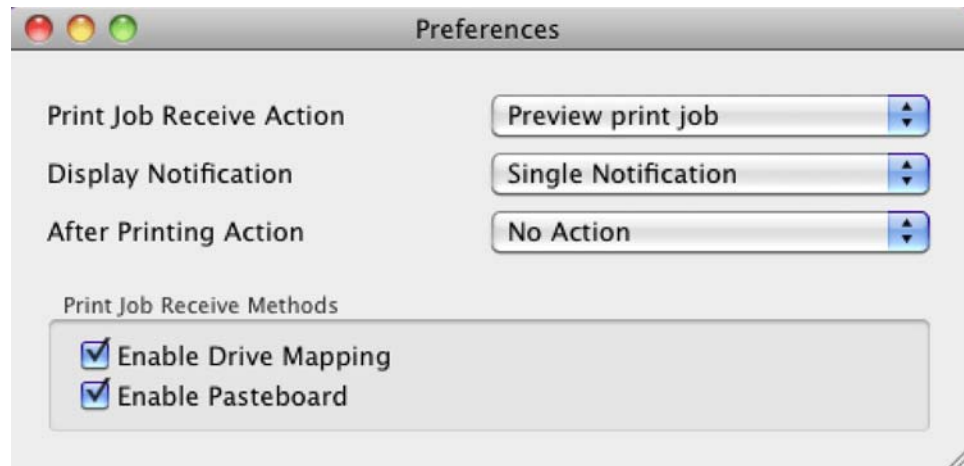 Preferences
Print Job Receive Action Preview print job
Display Notification Single Notification
After Printing Action No Action
Print Job Receive Methods
Enable Drive Mapping
Enable Pasteboard